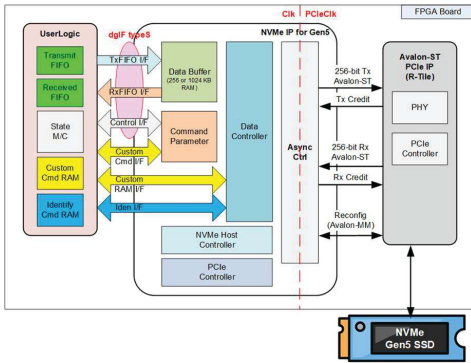 FPGA Board
Clk
PCIeClk
UserLogic
dgIF typeS
NVMe IP for Gen5
Avalon-ST
PCIe IP
(R-Tile)
Transmit
FIFO
TxFIFO I/F
Data Buffer
(256 or 1024 KB
RAM)
256-bit Tx
Avalon-ST
Received
FIFO
RxFIFO I/F
Tx Credit
PHY
State
M/C
Control I/F
Command
Parameter
Data
Controller
Async
Ctrl
256-bit Rx
Avalon-ST
PCIe
Controller
Custom
Cmd RAM
Custom
Cmd I/F
Custom
RAM I/F
Rx Credit
Identify
Cmd RAM
Iden I/F
Reconfig
(Avalon-MM)
NVMe Host
Controller
PCIe
Controller
NVMe
Gen5 SSD